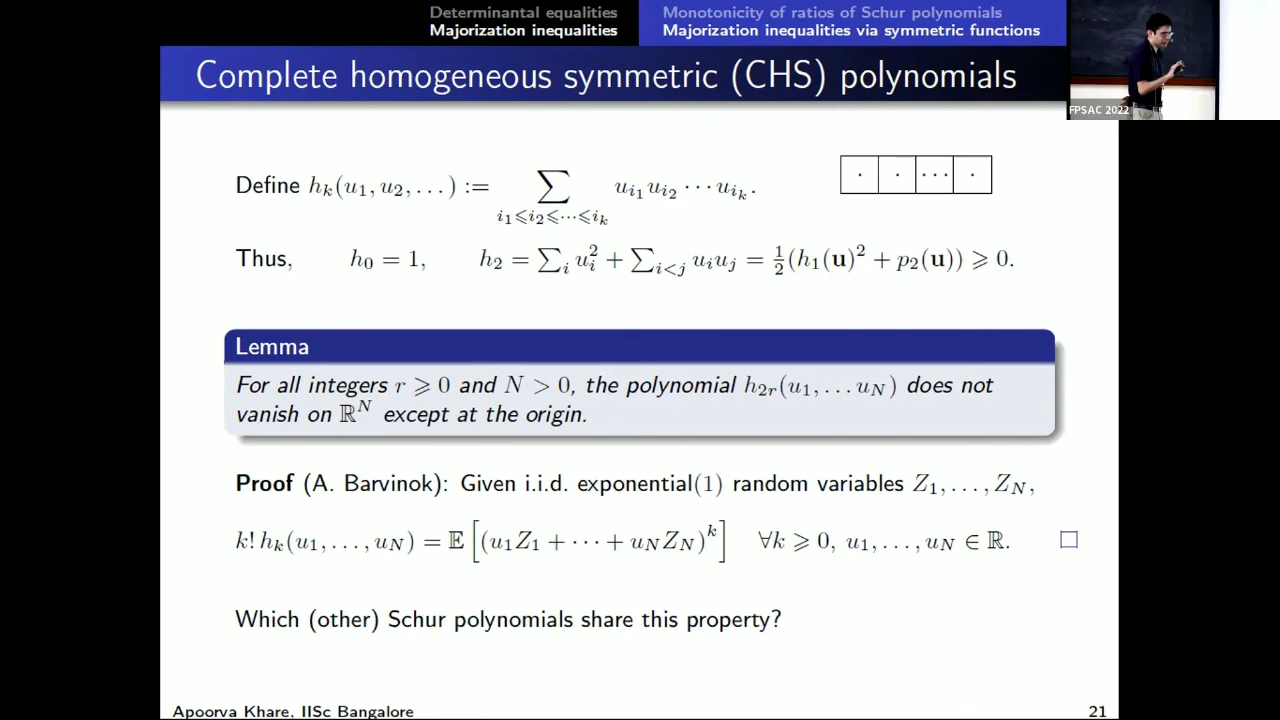 Determinantal equalities
Majorization inequalities
Monotonicity of ratios of Schur polynomials
Majorization inequalities via symmetric functions
FPSAC 2022
Complete homogeneous symmetric (CHS) polynomials
Define h_k(u_1, u_2, . . . ) := ∑_{i_1⩽i_2⩽···⩽i_k} u_{i_1} u_{i_2} · · · u_{i_k}.
· · · · · ·
Thus, h_0 = 1, h_2 = ∑_i u_i^2 + ∑_{i<j} u_i u_j = 1/2 (h_1(𝐮)^2 + p_2(𝐮)) ⩾ 0.
Lemma
For all integers r ⩾ 0 and N > 0, the polynomial h_{2r}(u_1, . . . u_N) does not
vanish on ℝ^N except at the origin.
Proof (A. Barvinok): Given i.i.d. exponential(1) random variables Z_1, . . . , Z_N,
k! h_k(u_1, . . . , u_N) = 𝔼 [(u_1 Z_1 + · · · + u_N Z_N)^k] ∀k ⩾ 0, u_1, . . . , u_N ∈ ℝ. □
Which (other) Schur polynomials share this property?
Apoorva Khare, IISc Bangalore
21